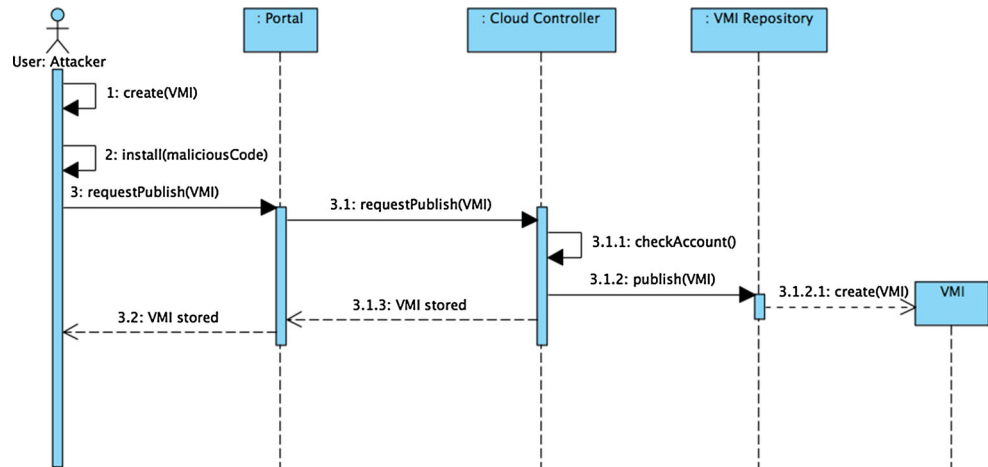 : Portal
: Cloud Controller
: VMI Repository
User: Attacker
1: create(VMI)
2: install(maliciousCode)
3: requestPublish(VMI)
3.1: requestPublish(VMI)
3.1.1: checkAccount()
3.1.2: publish(VMI)
3.1.2.1: create(VMI)
VMI
3.1.3: VMI stored
3.2: VMI stored